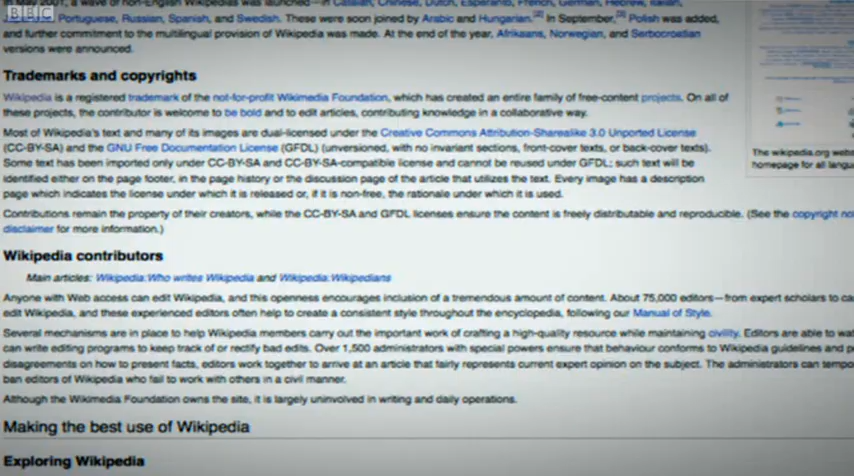 BBC
in May 2001, a wave of non-English Wikipedias was launched—in Catalan, Chinese, Dutch, Esperanto, French, German, Hebrew, Italian,
Portuguese, Russian, Spanish, and Swedish. These were soon joined by Arabic and Hungarian.[2] In September,[3] Polish was added,
and further commitment to the multilingual provision of Wikipedia was made. At the end of the year, Afrikaans, Norwegian, and Serbocroatian
versions were announced.
Trademarks and copyrights
Wikipedia is a registered trademark of the not-for-profit Wikimedia Foundation, which has created an entire family of free-content projects. On all of
these projects, the contributor is welcome to be bold and to edit articles, contributing knowledge in a collaborative way.
Most of Wikipedia's text and many of its images are dual-licensed under the Creative Commons Attribution-Sharealike 3.0 Unported License
(CC-BY-SA) and the GNU Free Documentation License (GFDL) (unversioned, with no invariant sections, front-cover texts, or back-cover texts).
Some text has been imported only under CC-BY-SA and CC-BY-SA-compatible license and cannot be reused under GFDL; such text will be
identified either on the page footer, in the page history or the discussion page of the article that utilizes the text. Every image has a description
page which indicates the license under which it is released or, if it is non-free, the rationale under which it is used.
Contributions remain the property of their creators, while the CC-BY-SA and GFDL licenses ensure the content is freely distributable and reproducible. (See the copyright not
disclaimer for more information.)
The wikipedia.org webs
homepage for all langu
Wikipedia contributors
Main articles: Wikipedia:Who writes Wikipedia and Wikipedia:Wikipedians
Anyone with Web access can edit Wikipedia, and this openness encourages inclusion of a tremendous amount of content. About 75,000 editors—from expert scholars to cas
edit Wikipedia, and these experienced editors often help to create a consistent style throughout the encyclopedia, following our Manual of Style.
Several mechanisms are in place to help Wikipedia members carry out the important work of crafting a high-quality resource while maintaining civility. Editors are able to wat
can write editing programs to keep track of or rectify bad edits. Over 1,500 administrators with special powers ensure that behaviour conforms to Wikipedia guidelines and p
disagreements on how to present facts, editors work together to arrive at an article that fairly represents current expert opinion on the subject. The administrators can tempo
ban editors of Wikipedia who fail to work with others in a civil manner.
Although the Wikimedia Foundation owns the site, it is largely uninvolved in writing and daily operations.
Making the best use of Wikipedia
Exploring Wikipedia